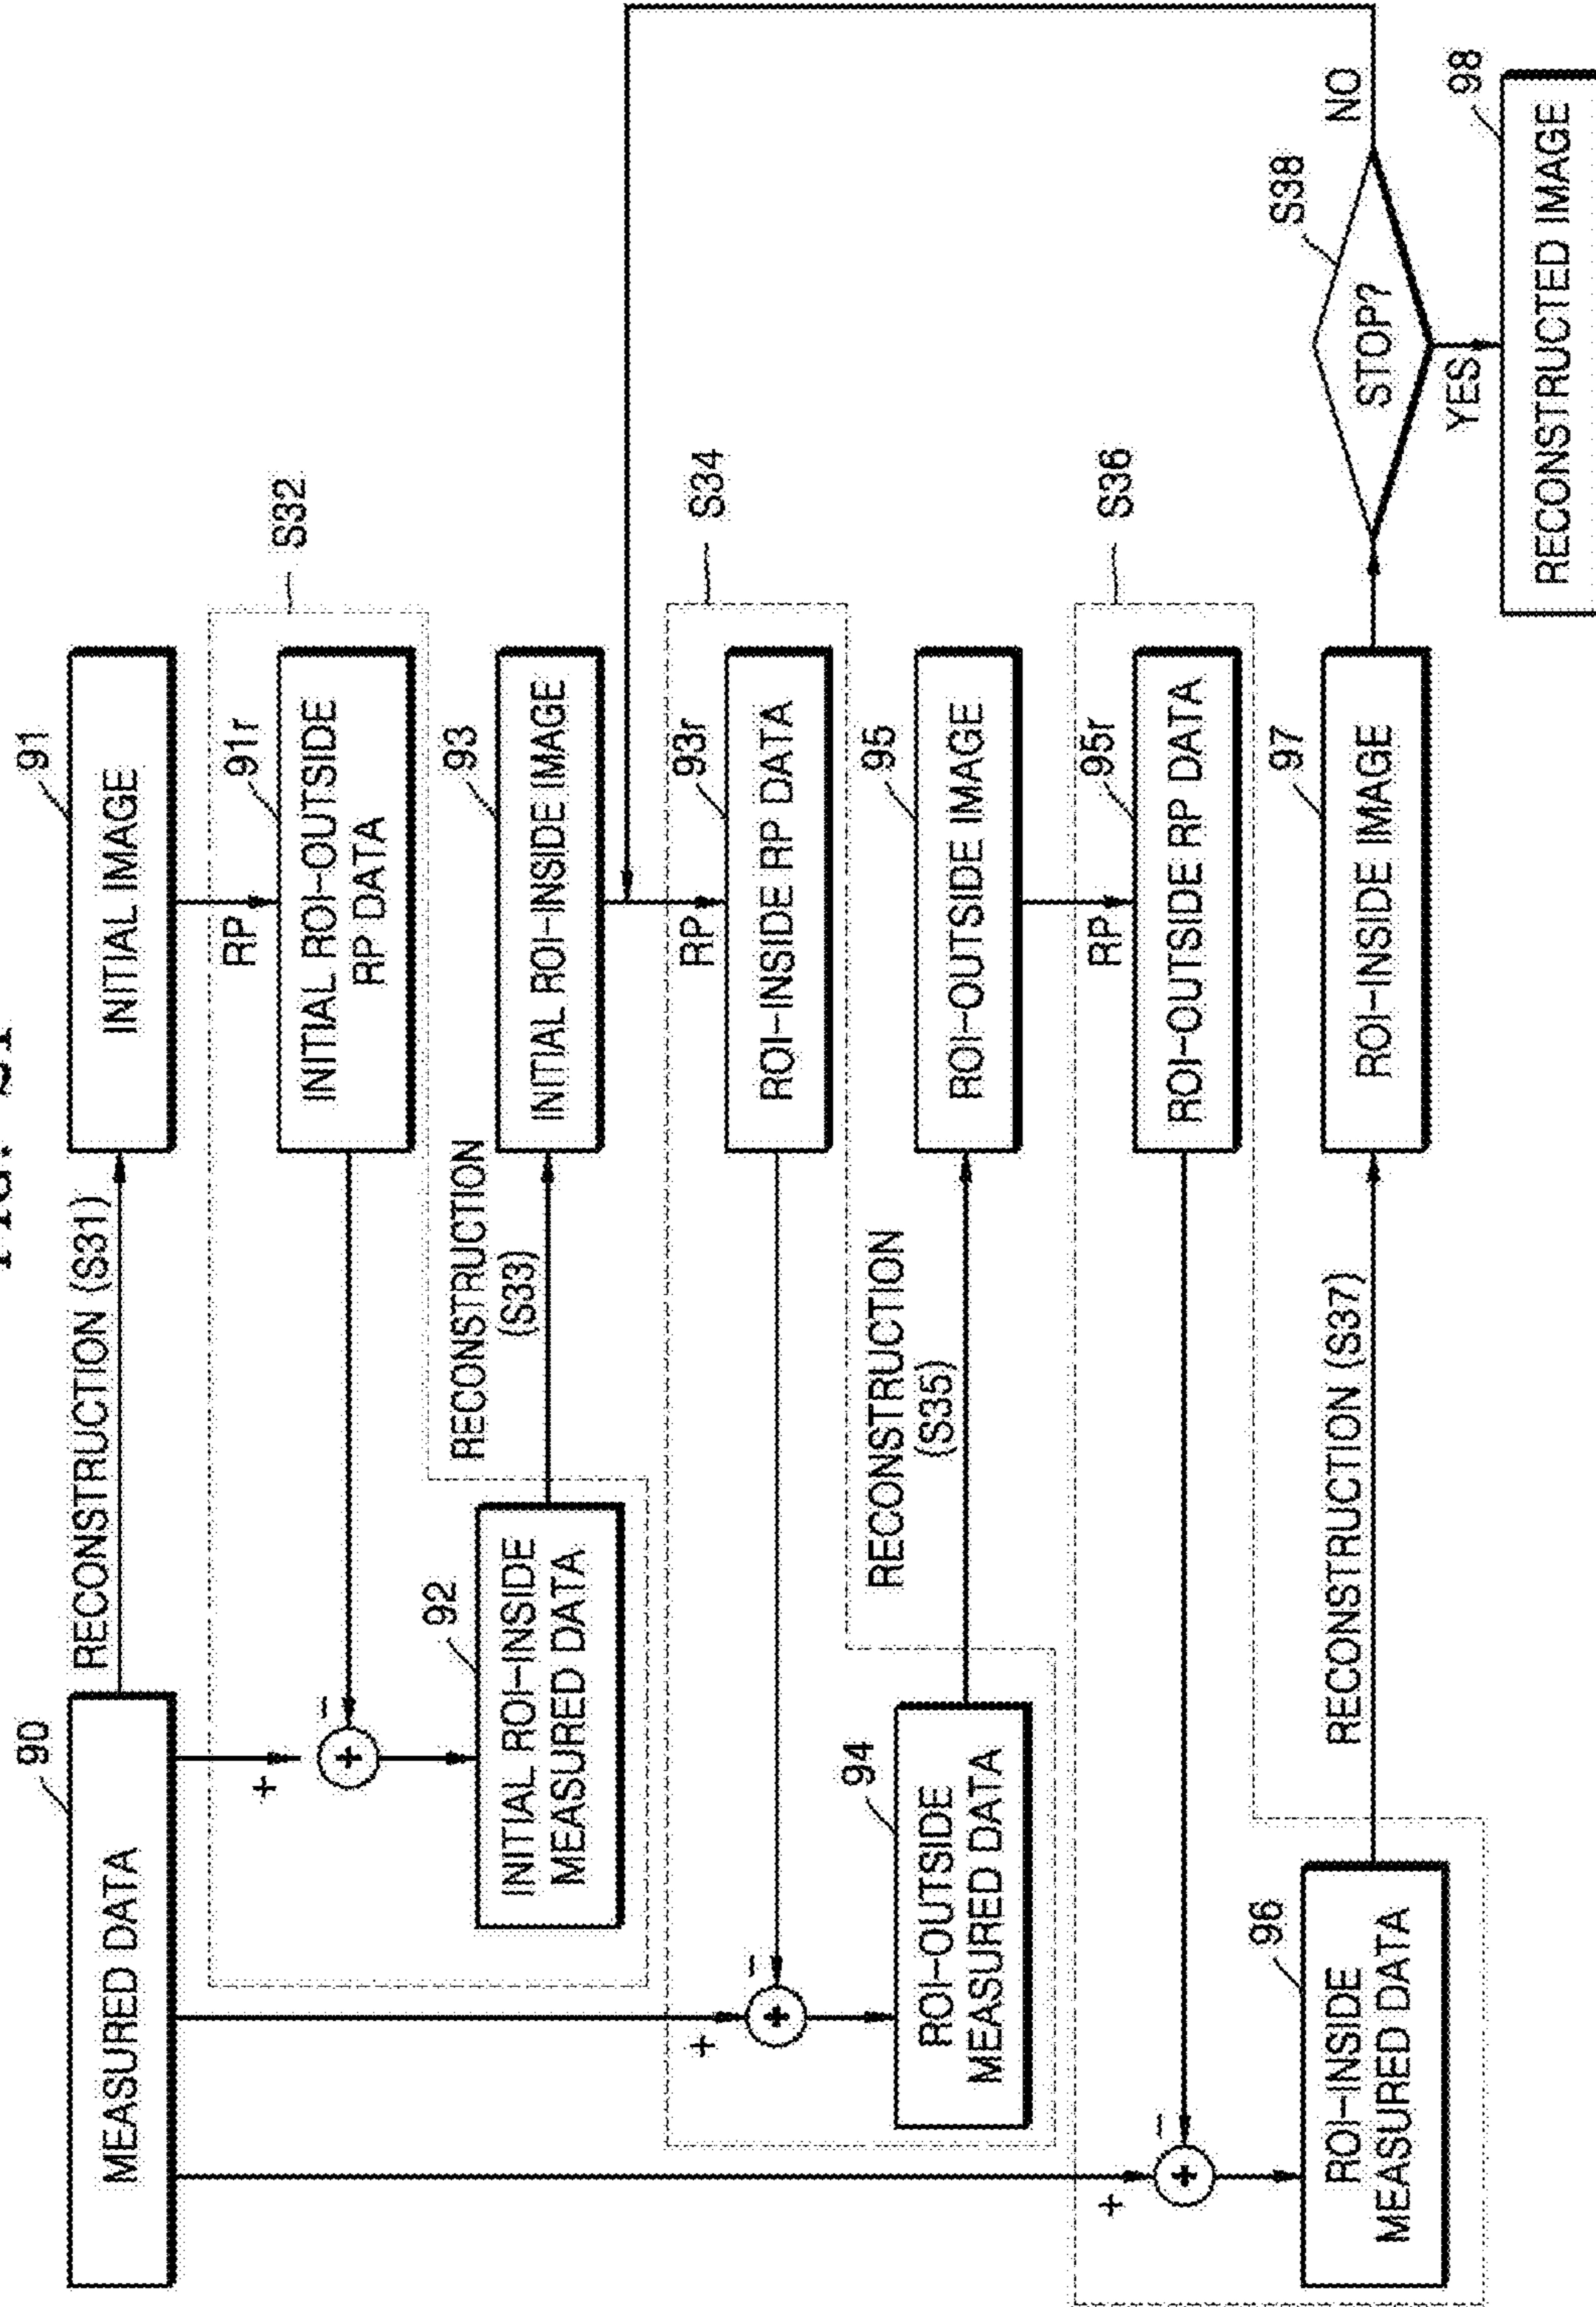 90
MEASURED DATA
RECONSTRUCTION (S31)
91
INITIAL IMAGE
S32
RP
91r
INITIAL ROI-OUTSIDE
RP DATA
+
−
+
92
INITIAL ROI-INSIDE
MEASURED DATA
RECONSTRUCTION
(S33)
93
INITIAL ROI-INSIDE IMAGE
S34
RP
93r
ROI-INSIDE RP DATA
+
−
+
94
ROI-OUTSIDE
MEASURED DATA
RECONSTRUCTION
(S35)
95
ROI-OUTSIDE IMAGE
S36
RP
95r
ROI-OUTSIDE RP DATA
+
−
+
96
ROI-INSIDE
MEASURED DATA
RECONSTRUCTION (S37)
97
ROI-INSIDE IMAGE
S38
STOP?
NO
YES
98
RECONSTRUCTED IMAGE